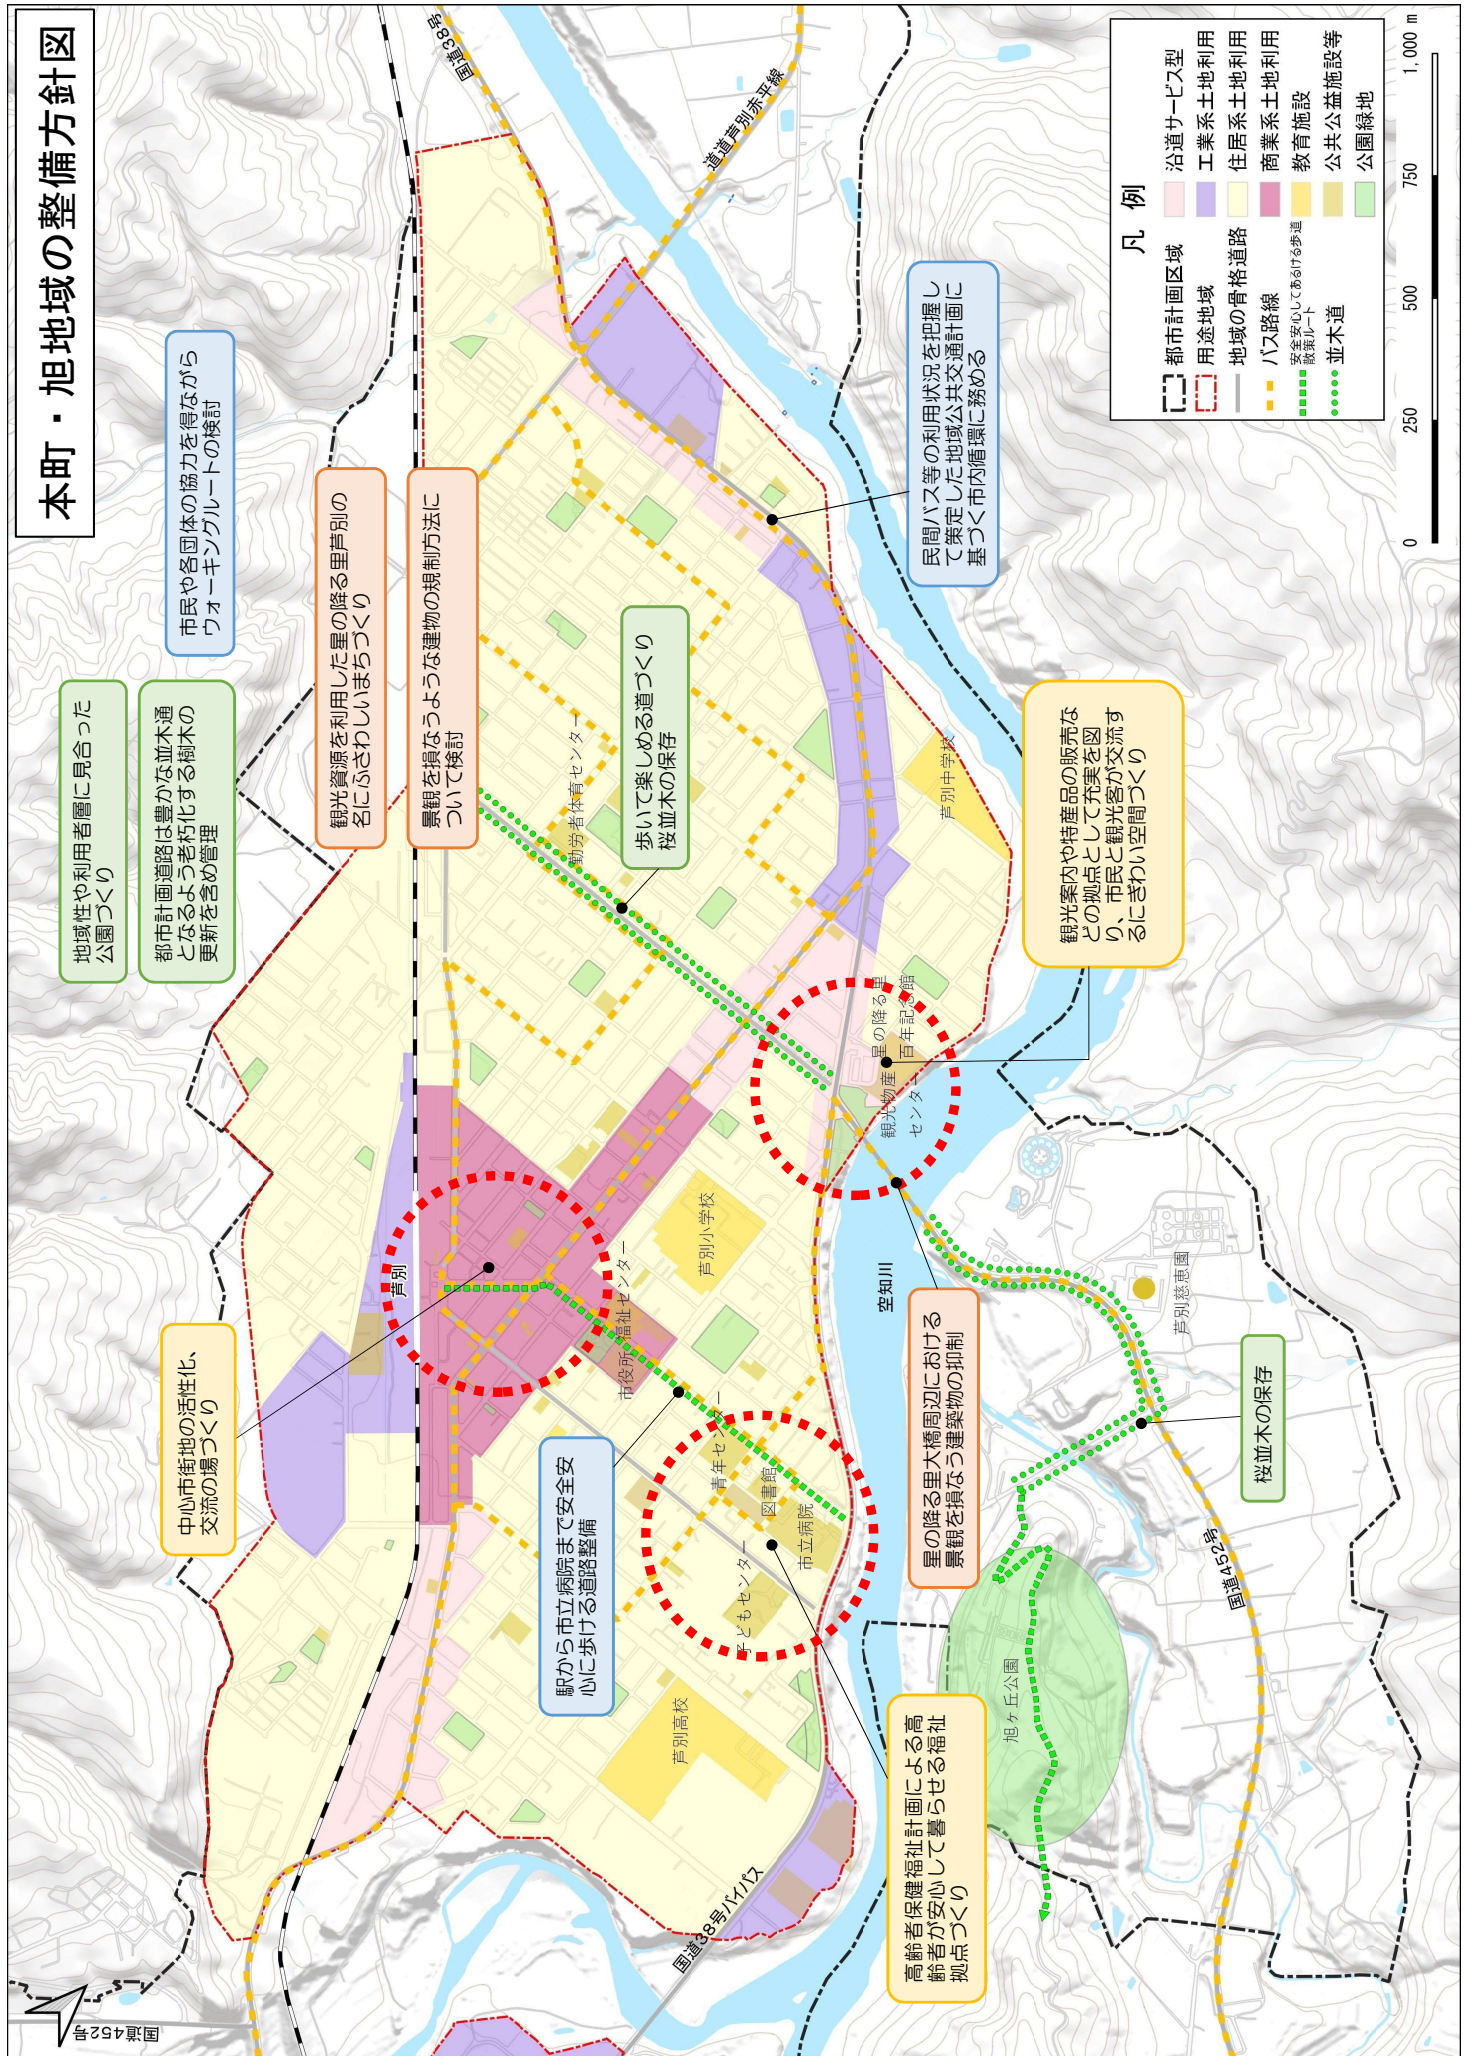 本町・旭地域の整備方針図
地域性や利用者層に見合った
公園づくり
都市計画道路は豊かな並木通
となるよう老朽化する樹木の
更新を含め管理
市民や各団体の協力を得ながら
ウォーキングルートの検討
観光資源を利用した星の降る里芦別の
名にふさわしいまちづくり
景観を損なうような建物の規制方法に
ついて検討
中心市街地の活性化、
交流の場づくり
歩いて楽しめる道づくり
桜並木の保存
駅から市立病院まで安全安
心に歩ける道路整備
民間バス等の利用状況を把握し
て策定した地域公共交通計画に
基づく市内循環に務める
観光案内や特産品の販売な
どの拠点として充実を図
り、市民と観光客が交流す
るにぎわい空間づくり
星の降る里大橋周辺における
景観を損なう建築物の抑制
高齢者保健福祉計画による高
齢者が安心して暮らせる福祉
拠点づくり
桜並木の保存
国道452号
国道38号
道道芦別赤平線
国道38号バイパス
国道452号
芦別
勤労者体育センター
芦別中学校
星の降る里
百年記念館
観光物産
センター
芦別小学校
市役所
福祉センター
青年センター
図書館
市立病院
子どもセンター
芦別高校
空知川
芦別慈恵園
旭ヶ丘公園
凡 例
都市計画区域
用途地域
地域の骨格道路
バス路線
安全安心してあるける歩道
散策ルート
並木道
沿道サービス型
工業系土地利用
住居系土地利用
商業系土地利用
教育施設
公共公益施設等
公園緑地
0 250 500 750 1,000 m